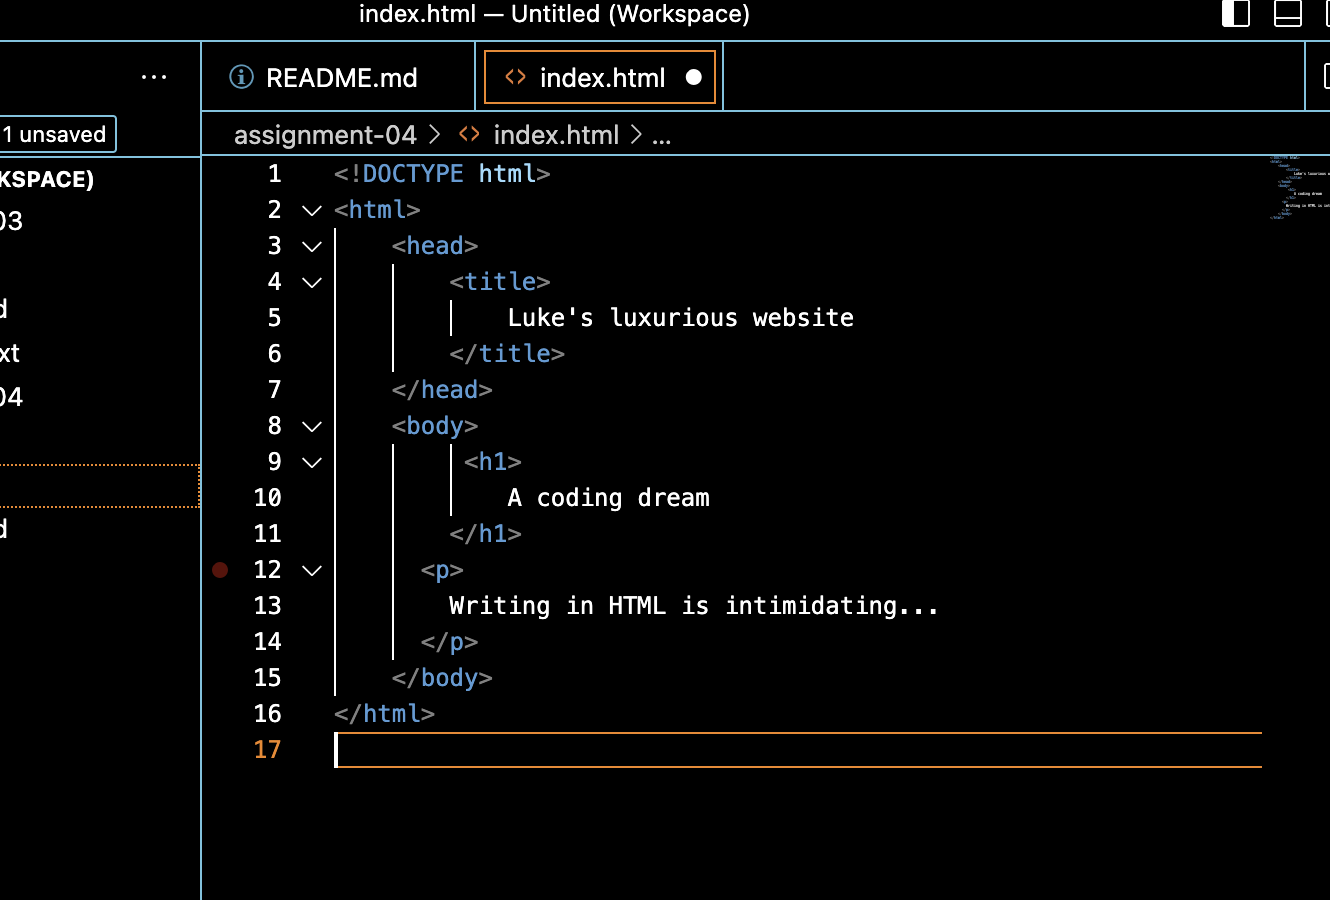 index.html — Untitled (Workspace)
README.md
index.html
1 unsaved
assignment-04 > <> index.html > ...
KSPACE)
03
d
xt
04
d
1 <!DOCTYPE html>
2 <html>
3 <head>
4 <title>
5 Luke's luxurious website
6 </title>
7 </head>
8 <body>
9 <h1>
10 A coding dream
11 </h1>
12 <p>
13 Writing in HTML is intimidating...
14 </p>
15 </body>
16 </html>
17